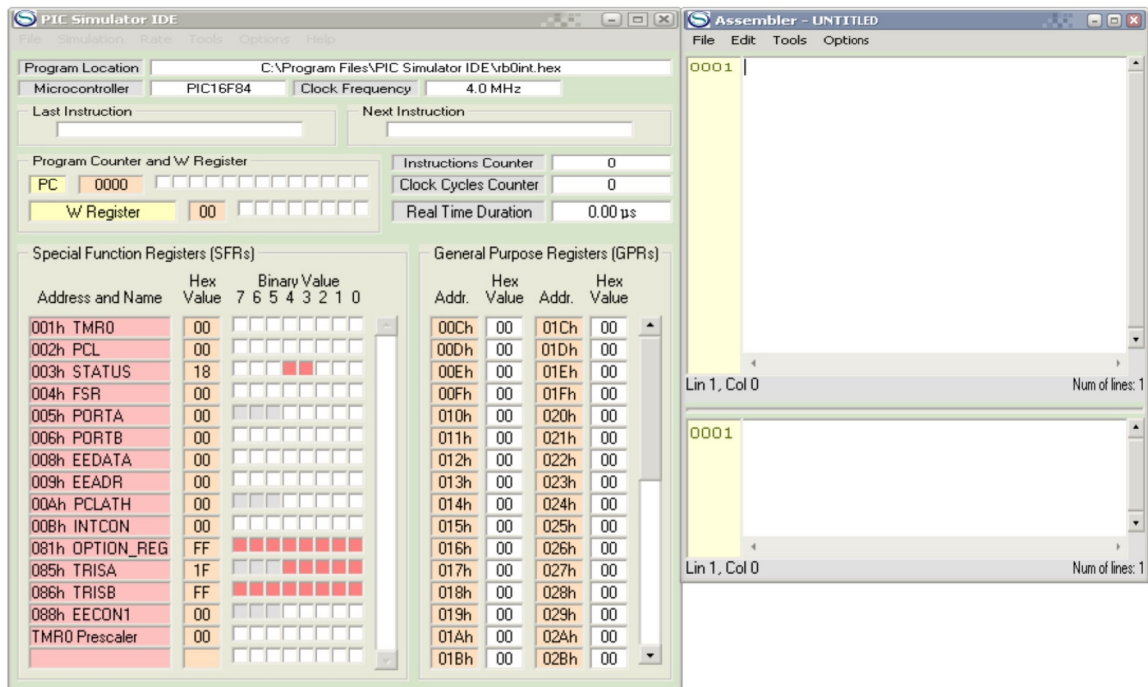 PIC Simulator IDE
File Simulation Rate Tools Options Help
Program Location C:\Program Files\PIC Simulator IDE\rb0int.hex
Microcontroller PIC16F84 Clock Frequency 4.0 MHz
Last Instruction Next Instruction
Program Counter and W Register
PC 0000
W Register 00
Instructions Counter 0
Clock Cycles Counter 0
Real Time Duration 0.00 µs
Special Function Registers (SFRs)
Hex Binary Value
Address and Name Value 7 6 5 4 3 2 1 0
001h TMR0 00
002h PCL 00
003h STATUS 18
004h FSR 00
005h PORTA 00
006h PORTB 00
008h EEDATA 00
009h EEADR 00
00Ah PCLATH 00
00Bh INTCON 00
081h OPTION_REG FF
085h TRISA 1F
086h TRISB FF
088h EECON1 00
TMR0 Prescaler 00
General Purpose Registers (GPRs)
Hex Hex
Addr. Value Addr. Value
00Ch 00 01Ch 00
00Dh 00 01Dh 00
00Eh 00 01Eh 00
00Fh 00 01Fh 00
010h 00 020h 00
011h 00 021h 00
012h 00 022h 00
013h 00 023h 00
014h 00 024h 00
015h 00 025h 00
016h 00 026h 00
017h 00 027h 00
018h 00 028h 00
019h 00 029h 00
01Ah 00 02Ah 00
01Bh 00 02Bh 00
Assembler - UNTITLED
File Edit Tools Options
0001
Lin 1, Col 0 Num of lines: 1
0001
Lin 1, Col 0 Num of lines: 1